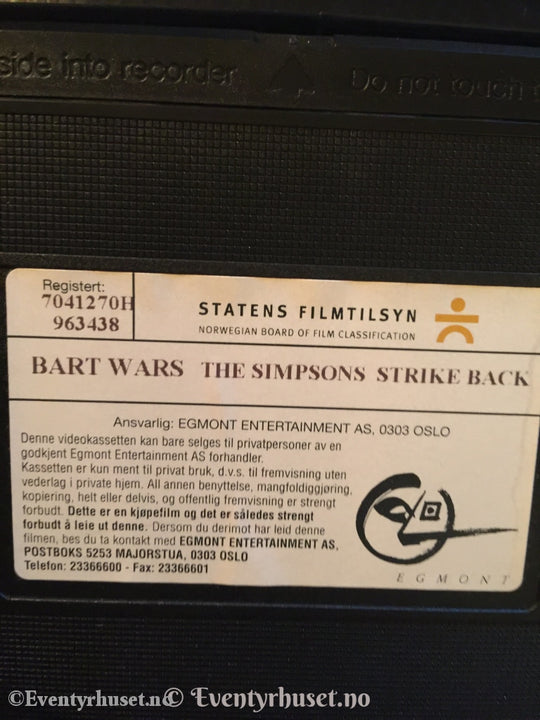 side into recorder Do not touch
Registert:
7041270H
963438
STATENS FILMTILSYN
NORWEGIAN BOARD OF FILM CLASSIFICATION
BART WARS THE SIMPSONS STRIKE BACK
Ansvarlig: EGMONT ENTERTAINMENT AS, 0303 OSLO
Denne videokassetten kan bare selges til privatpersoner av en
godkjent Egmont Entertainment AS forhandler.
Kassetten er kun ment til privat bruk, d.v.s. til fremvisning uten
vederlag i private hjem. All annen benyttelse, mangfoldiggjøring,
kopiering, helt eller delvis, og offentlig fremvisning er strengt
forbudt. Dette er en kjøpefilm og det er således strengt
forbudt å leie ut denne. Dersom du derimot har leid denne
filmen, bes du ta kontakt med EGMONT ENTERTAINMENT AS,
POSTBOKS 5253 MAJORSTUA, 0303 OSLO
Telefon: 23366600 - Fax: 23366601
EGMONT
©Eventyrhuset.no © Eventyrhuset.no